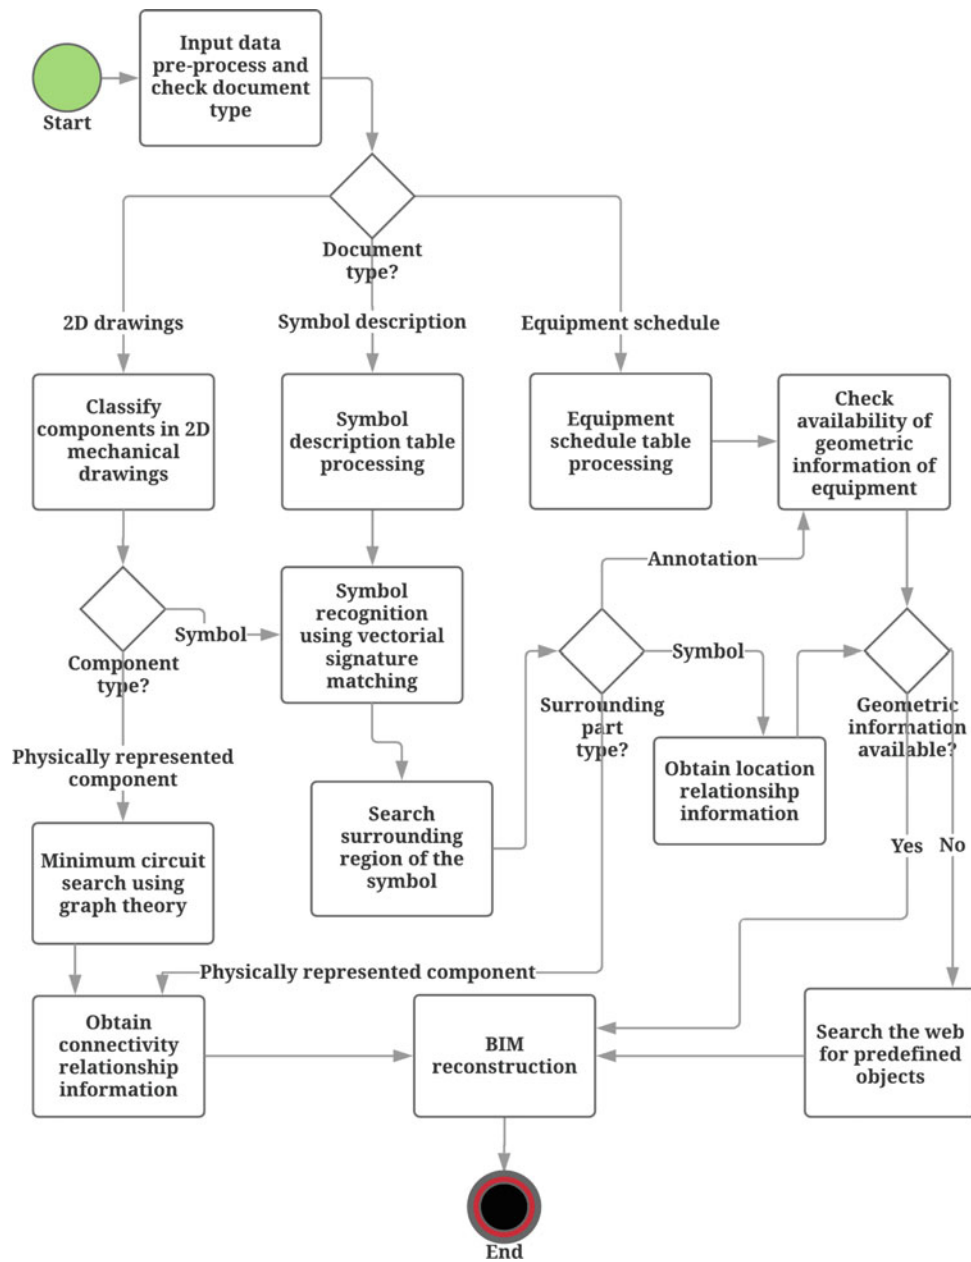 Input data
pre-process and
check document
type
Start
Document
type?
2D drawings
Symbol description
Equipment schedule
Classify
components in 2D
mechanical
drawings
Symbol
description table
processing
Equipment
schedule table
processing
Check
availability of
geometric
information of
equipment
Annotation
Component
type?
Symbol
Symbol
recognition
using vectorial
signature
matching
Surrounding
part
type?
Symbol
Geometric
information
available?
Physically represented
component
Search
surrounding
region of the
symbol
Obtain location
relationsihp
information
Yes
No
Minimum circuit
search using
graph theory
Physically represented component
Obtain
connectivity
relationship
information
BIM
reconstruction
Search the web
for predefined
objects
End